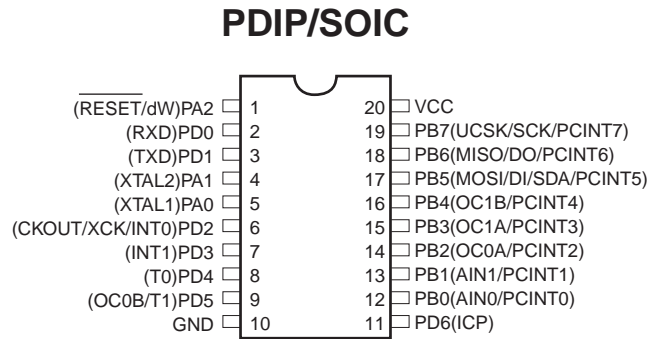 PDIP/SOIC
(RESET/dW)PA2 1 20 VCC
(RXD)PD0 2 19 PB7(UCSK/SCK/PCINT7)
(TXD)PD1 3 18 PB6(MISO/DO/PCINT6)
(XTAL2)PA1 4 17 PB5(MOSI/DI/SDA/PCINT5)
(XTAL1)PA0 5 16 PB4(OC1B/PCINT4)
(CKOUT/XCK/INT0)PD2 6 15 PB3(OC1A/PCINT3)
(INT1)PD3 7 14 PB2(OC0A/PCINT2)
(T0)PD4 8 13 PB1(AIN1/PCINT1)
(OC0B/T1)PD5 9 12 PB0(AIN0/PCINT0)
GND 10 11 PD6(ICP)